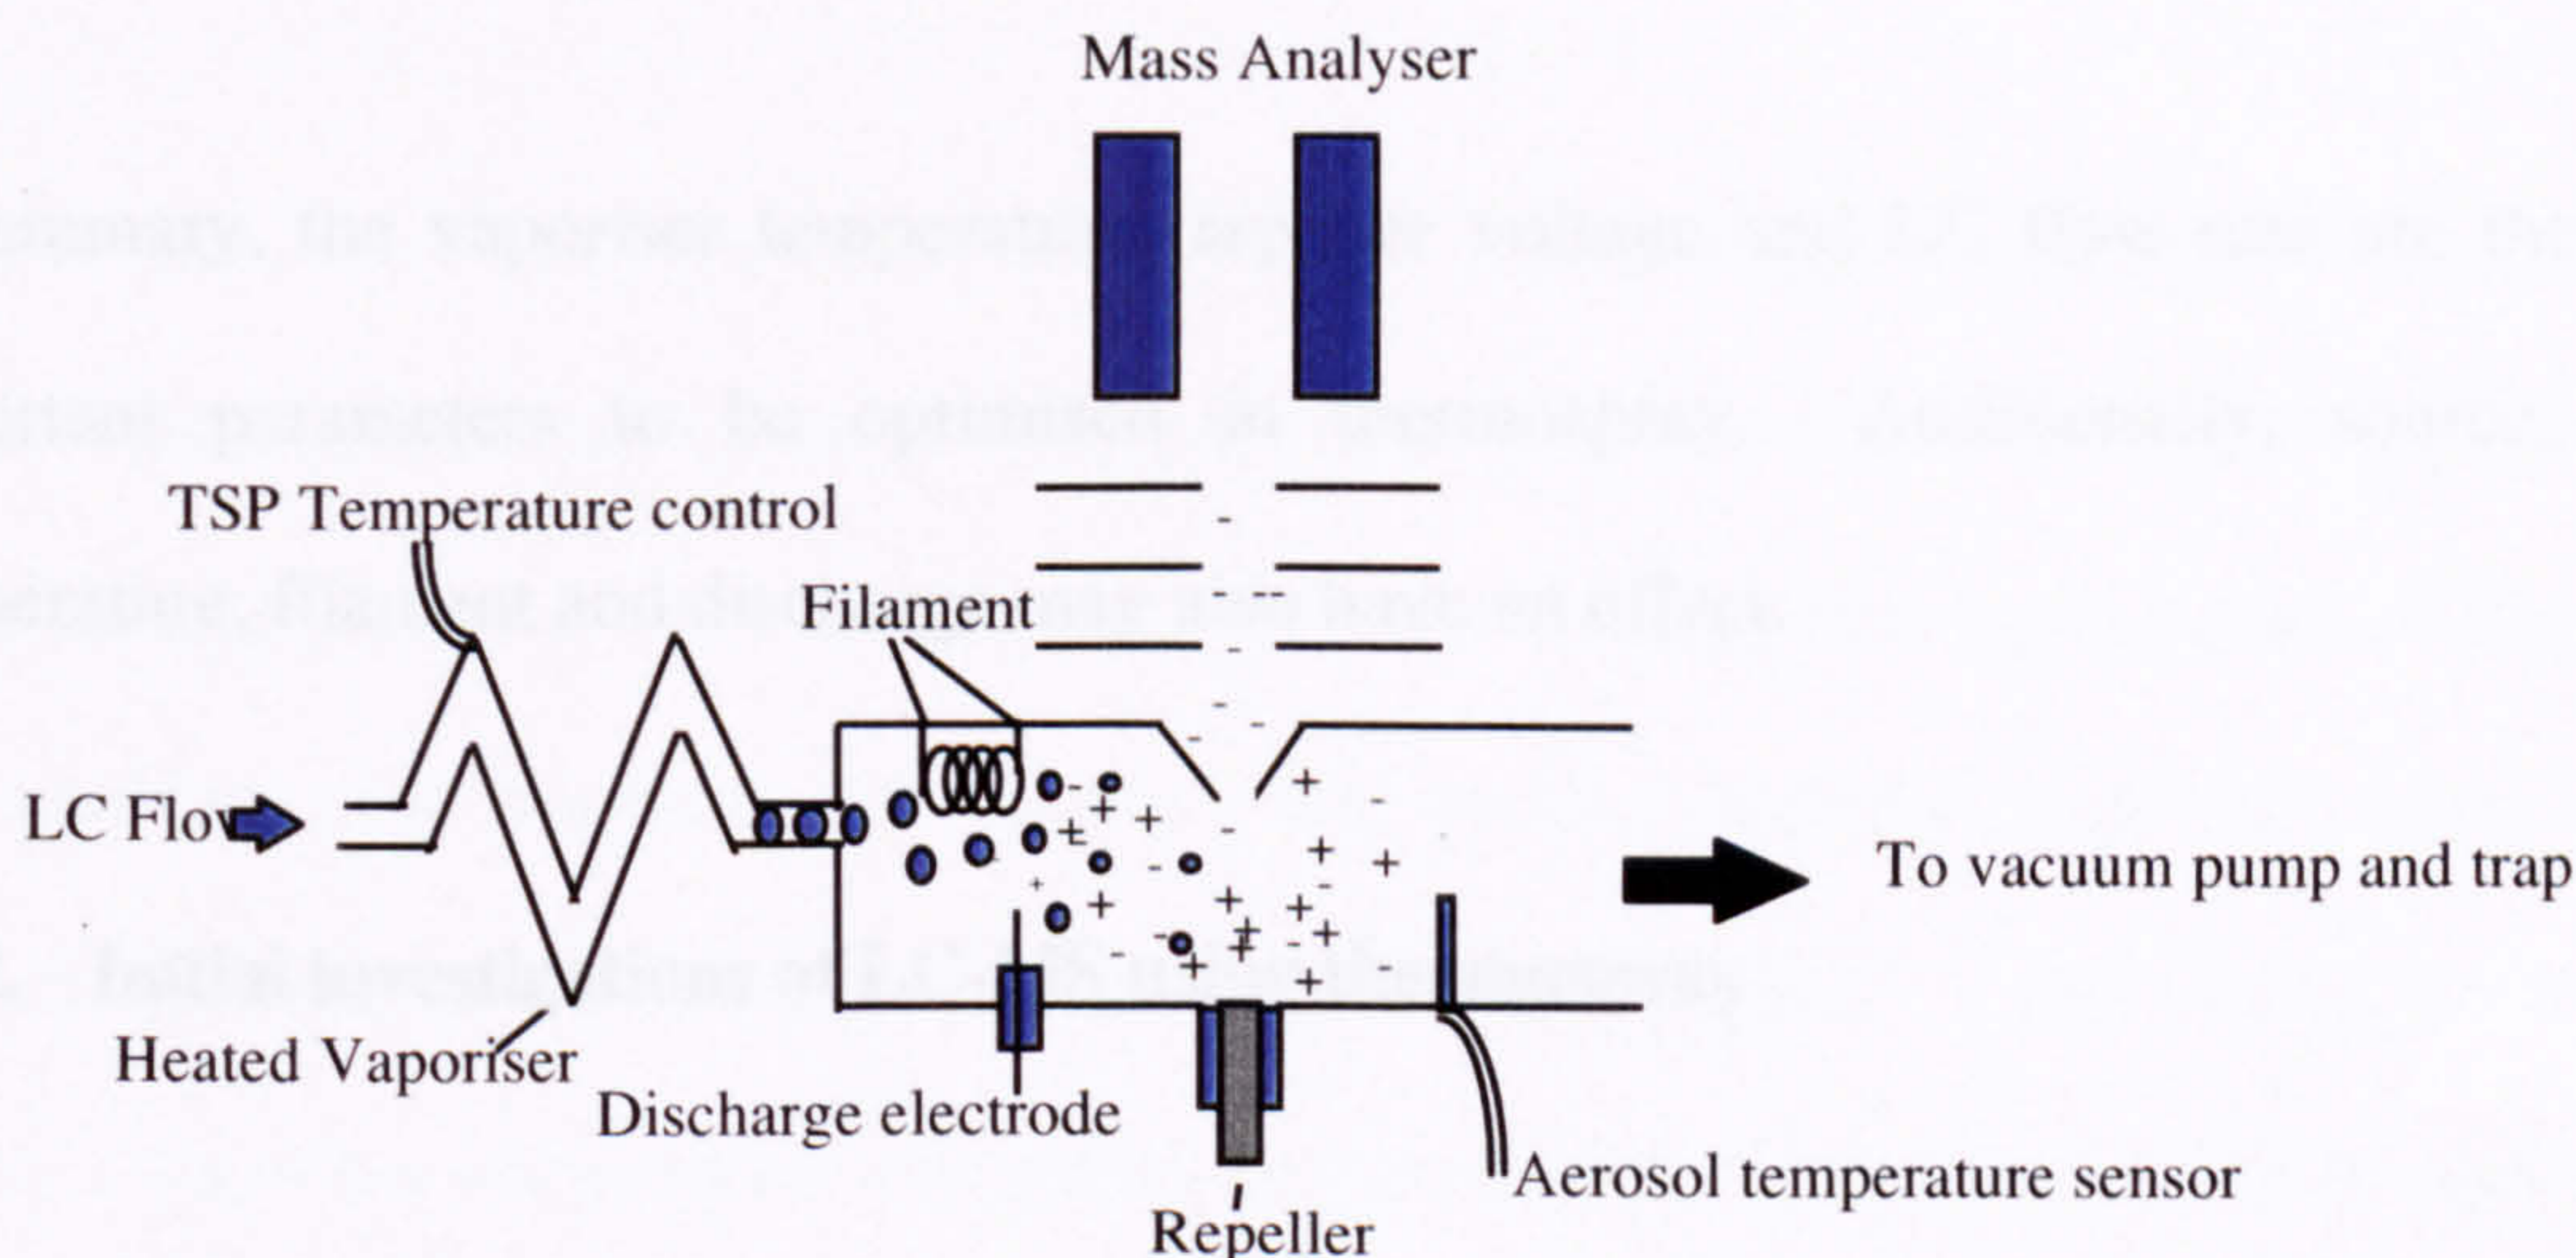 Mass Analyser
TSP Temperature control
Filament
LC Flow
To vacuum pump and trap
Heated Vaporiser
Discharge electrode
Aerosol temperature sensor
Repeller